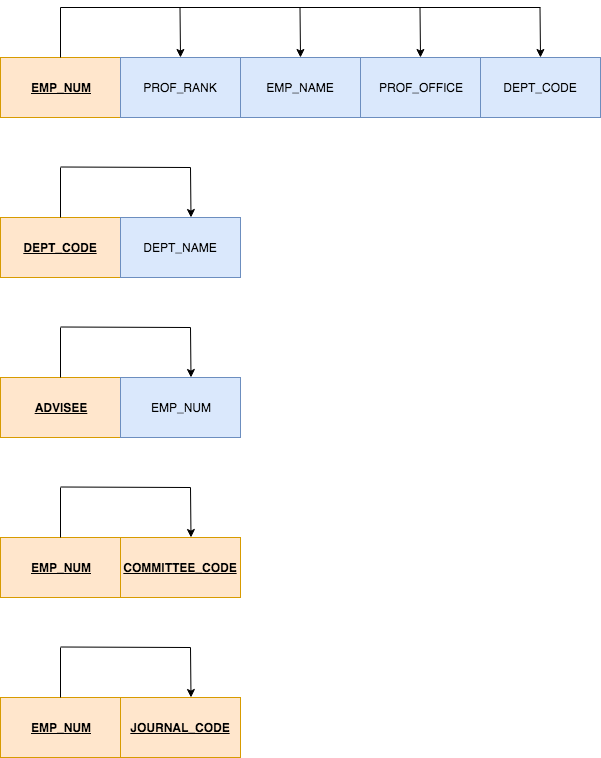 EMP_NUM PROF_RANK EMP_NAME PROF_OFFICE DEPT_CODE
DEPT_CODE DEPT_NAME
ADVISEE EMP_NUM
EMP_NUM COMMITTEE_CODE
EMP_NUM JOURNAL_CODE